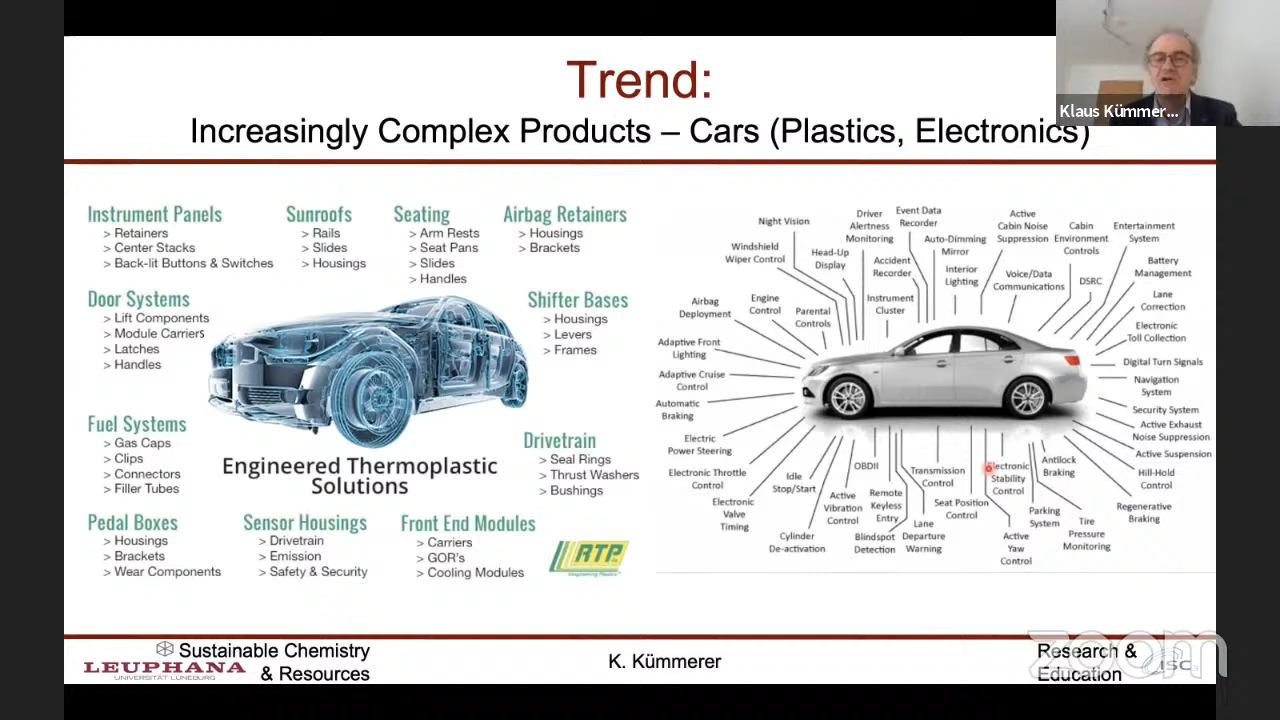 Trend:
Increasingly Complex Products – Cars (Plastics, Electronics)
Klaus Kümmer...
Instrument Panels
> Retainers
> Center Stacks
> Back-lit Buttons & Switches
Sunroofs
> Rails
> Slides
> Housings
Seating
> Arm Rests
> Seat Pans
> Slides
> Handles
Airbag Retainers
> Housings
> Brackets
Door Systems
> Lift Components
> Module Carriers
> Latches
> Handles
Shifter Bases
> Housings
> Levers
> Frames
Fuel Systems
> Gas Caps
> Clips
> Connectors
> Filler Tubes
Engineered Thermoplastic
Solutions
Drivetrain
> Seal Rings
> Thrust Washers
> Bushings
Pedal Boxes
> Housings
> Brackets
> Wear Components
Sensor Housings
> Drivetrain
> Emission
> Safety & Security
Front End Modules
> Carriers
> GOR's
> Cooling Modules
RTP
Night Vision
Windshield
Wiper Control
Head-Up
Display
Driver
Alertness
Monitoring
Event Data
Recorder
Accident
Recorder
Auto-Dimming
Mirror
Interior
Lighting
Active
Cabin Noise
Suppression
Voice/Data
Communications
Cabin
Environment
Controls
DSRC
Entertainment
System
Battery
Management
Lane
Correction
Electronic
Toll Collection
Digital Turn Signals
Navigation
System
Security System
Active Exhaust
Noise Suppression
Active Suspension
Hill-Hold
Control
Regenerative
Braking
Airbag
Deployment
Engine
Control
Parental
Controls
Instrument
Cluster
Adaptive Front
Lighting
Adaptive Cruise
Control
Automatic
Braking
Electric
Power Steering
Electronic Throttle
Control
Electronic
Valve
Timing
Idle
Stop/Start
Cylinder
De-activation
Active
Vibration
Control
OBDII
Remote
Keyless
Entry
Blindspot
Detection
Lane
Departure
Warning
Transmission
Control
Seat Position
Control
Electronic
Stability
Control
Active
Yaw
Control
Parking
System
Antilock
Braking
Tire
Pressure
Monitoring
Sustainable Chemistry
& Resources
LEUPHANA
UNIVERSITÄT LÜNEBURG
K. Kümmerer
Research &
Education
ISC3
zoom